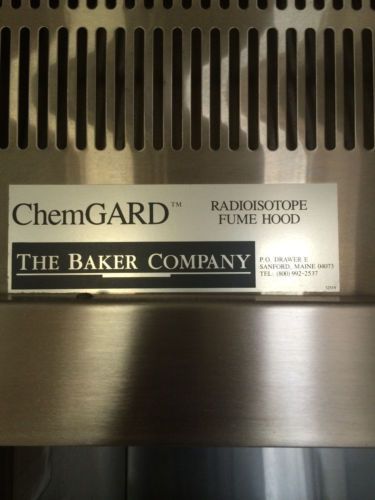 ChemGARD™
RADIOISOTOPE
FUME HOOD
THE BAKER COMPANY
P.O. DRAWER E
SANFORD, MAINE 04073
TEL. (800) 992-2537